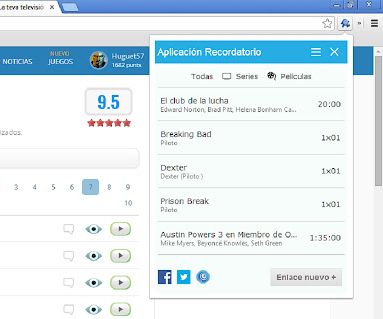 La teva televisió
NOTICIAS
NUEVO
JUEGOS
Huguet57
1682 punts
9.5
izados.
3 4 5 6 7 8 9
10
Aplicación Recordatorio
Todas Series Películas
El club de la lucha 20:00
Edward Norton, Brad Pitt, Helena Bonham Ca...
Breaking Bad 1x01
Piloto
Dexter 1x01
Dexter (Piloto )
Prison Break 1x01
Piloto
Austin Powers 3 en Miembro de O... 1:35:00
Mike Myers, Beyoncé Knowles, Seth Green
Enlace nuevo +